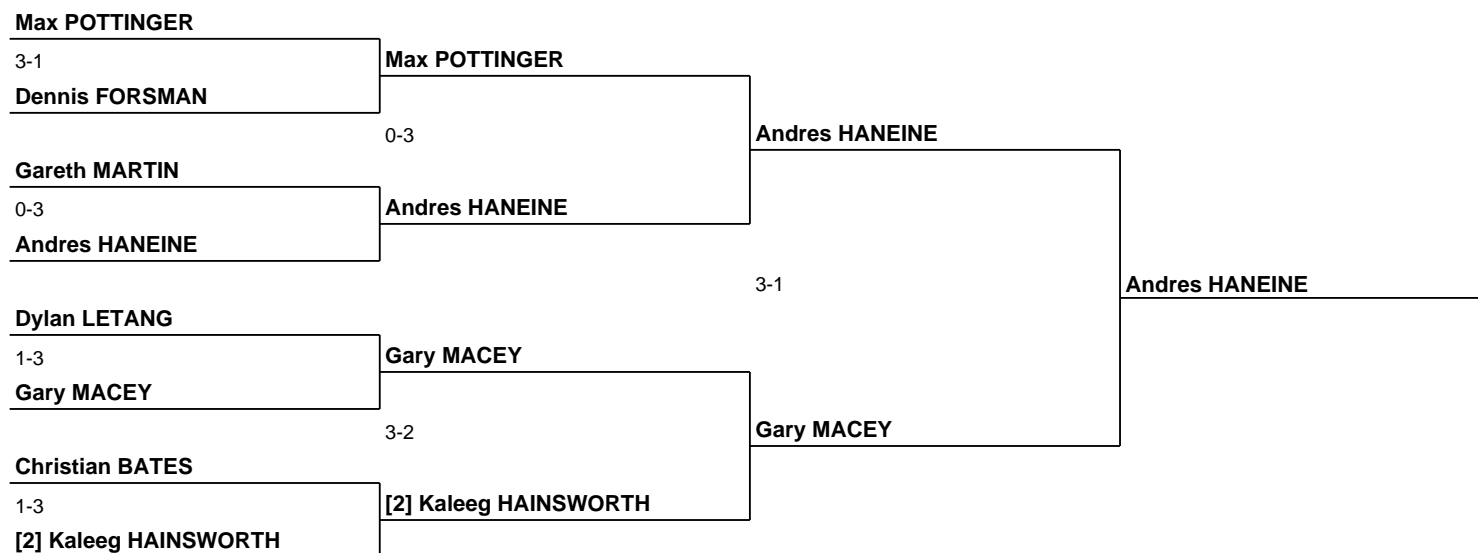 Max POTTINGER
3-1
Max POTTINGER
Dennis FORSMAN
0-3
Andres HANEINE
Gareth MARTIN
0-3
Andres HANEINE
Andres HANEINE
3-1
Andres HANEINE
Dylan LETANG
1-3
Gary MACEY
Gary MACEY
3-2
Gary MACEY
Christian BATES
1-3
[2] Kaleeg HAINSWORTH
[2] Kaleeg HAINSWORTH